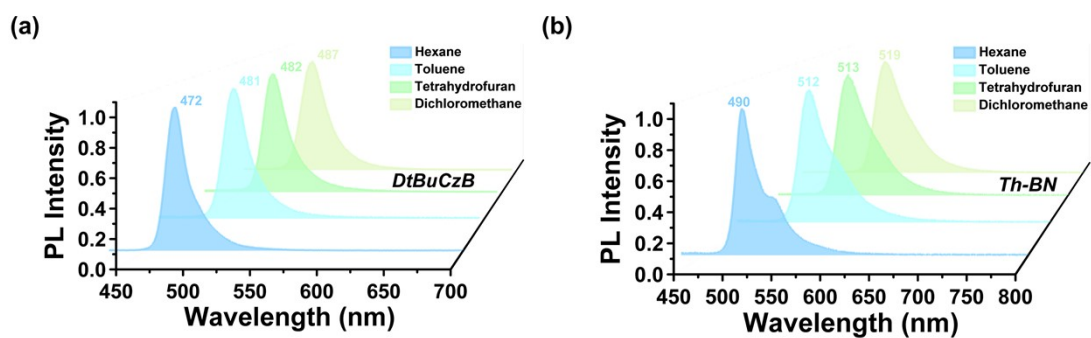 (a)
Hexane
Toluene
Tetrahydrofuran
Dichloromethane
472
481
482
487
DtBuCzB
PL Intensity
1.0
0.8
0.6
0.4
0.2
0.0
450 500 550 600 650 700
Wavelength (nm)
(b)
Hexane
Toluene
Tetrahydrofuran
Dichloromethane
490
512
513
519
Th-BN
PL Intensity
1.0
0.8
0.6
0.4
0.2
0.0
450 500 550 600 650 700 750 800
Wavelength (nm)